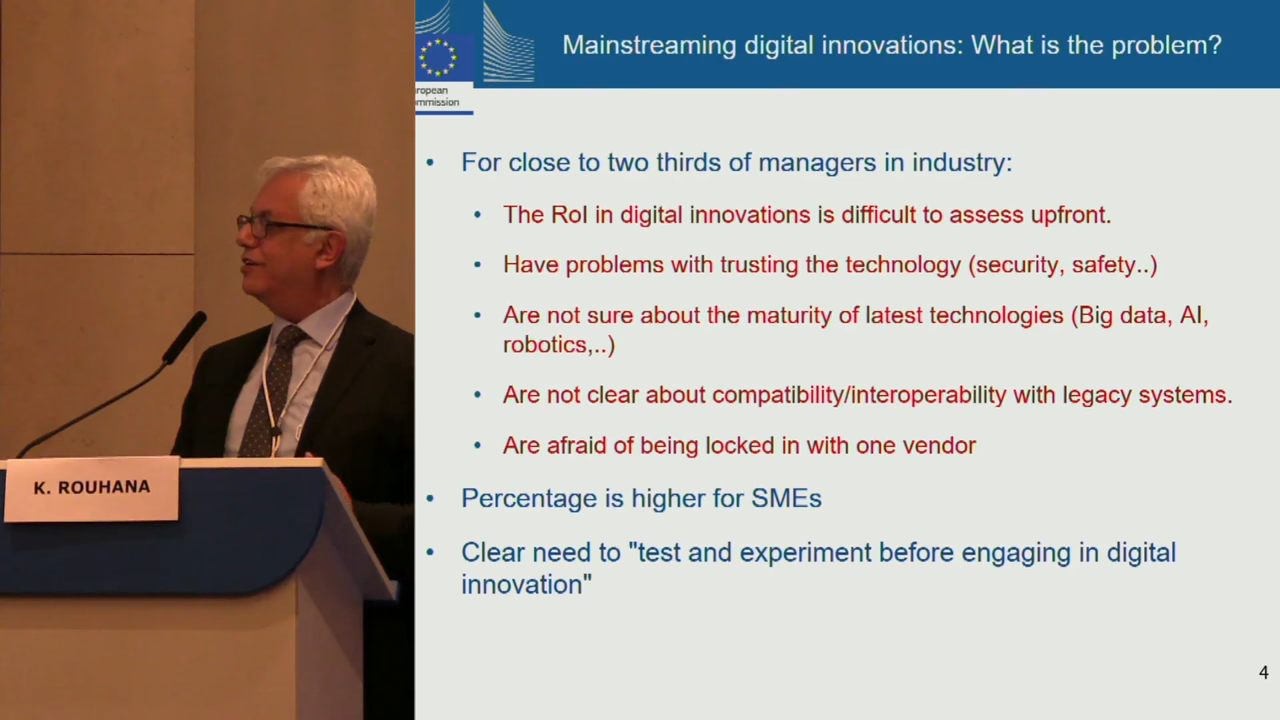 Mainstreaming digital innovations: What is the problem?
ropean
mmission
• For close to two thirds of managers in industry:
• The RoI in digital innovations is difficult to assess upfront.
• Have problems with trusting the technology (security, safety..)
• Are not sure about the maturity of latest technologies (Big data, AI,
robotics,..)
• Are not clear about compatibility/interoperability with legacy systems.
• Are afraid of being locked in with one vendor
• Percentage is higher for SMEs
• Clear need to "test and experiment before engaging in digital
innovation"
4
K. ROUHANA